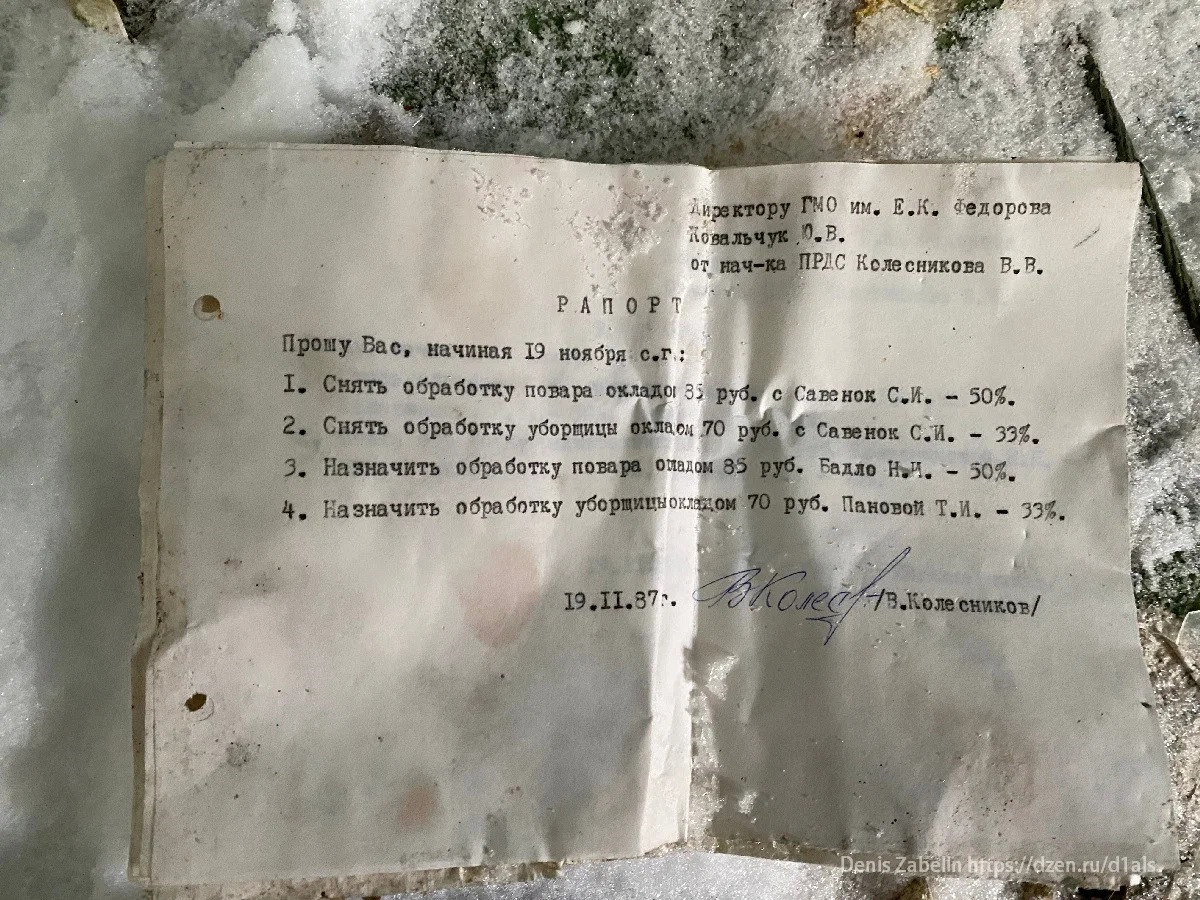 Директору ГМО им. Е.К. Федорова
Ковальчук Ю.В.
от нач-ка ПРДС Колесникова В.В.
РАПОРТ
Прошу Вас, начиная I9 ноября с.г.:
I. Снять обработку повара окладом 85 руб. с Савенок С.И. - 50%.
2. Снять обработку уборщицы окладом 70 руб. с Савенок С.И. - 33%.
3. Назначить обработку повара окладом 85 руб. Бадло Н.И. - 50%.
4. Назначить обработку уборщицы окладом 70 руб. Пановой Т.И. - 33%.
I9.II.87г. ВКолес /В.Колесников/
Denis Zabelin https://dzen.ru/d1als